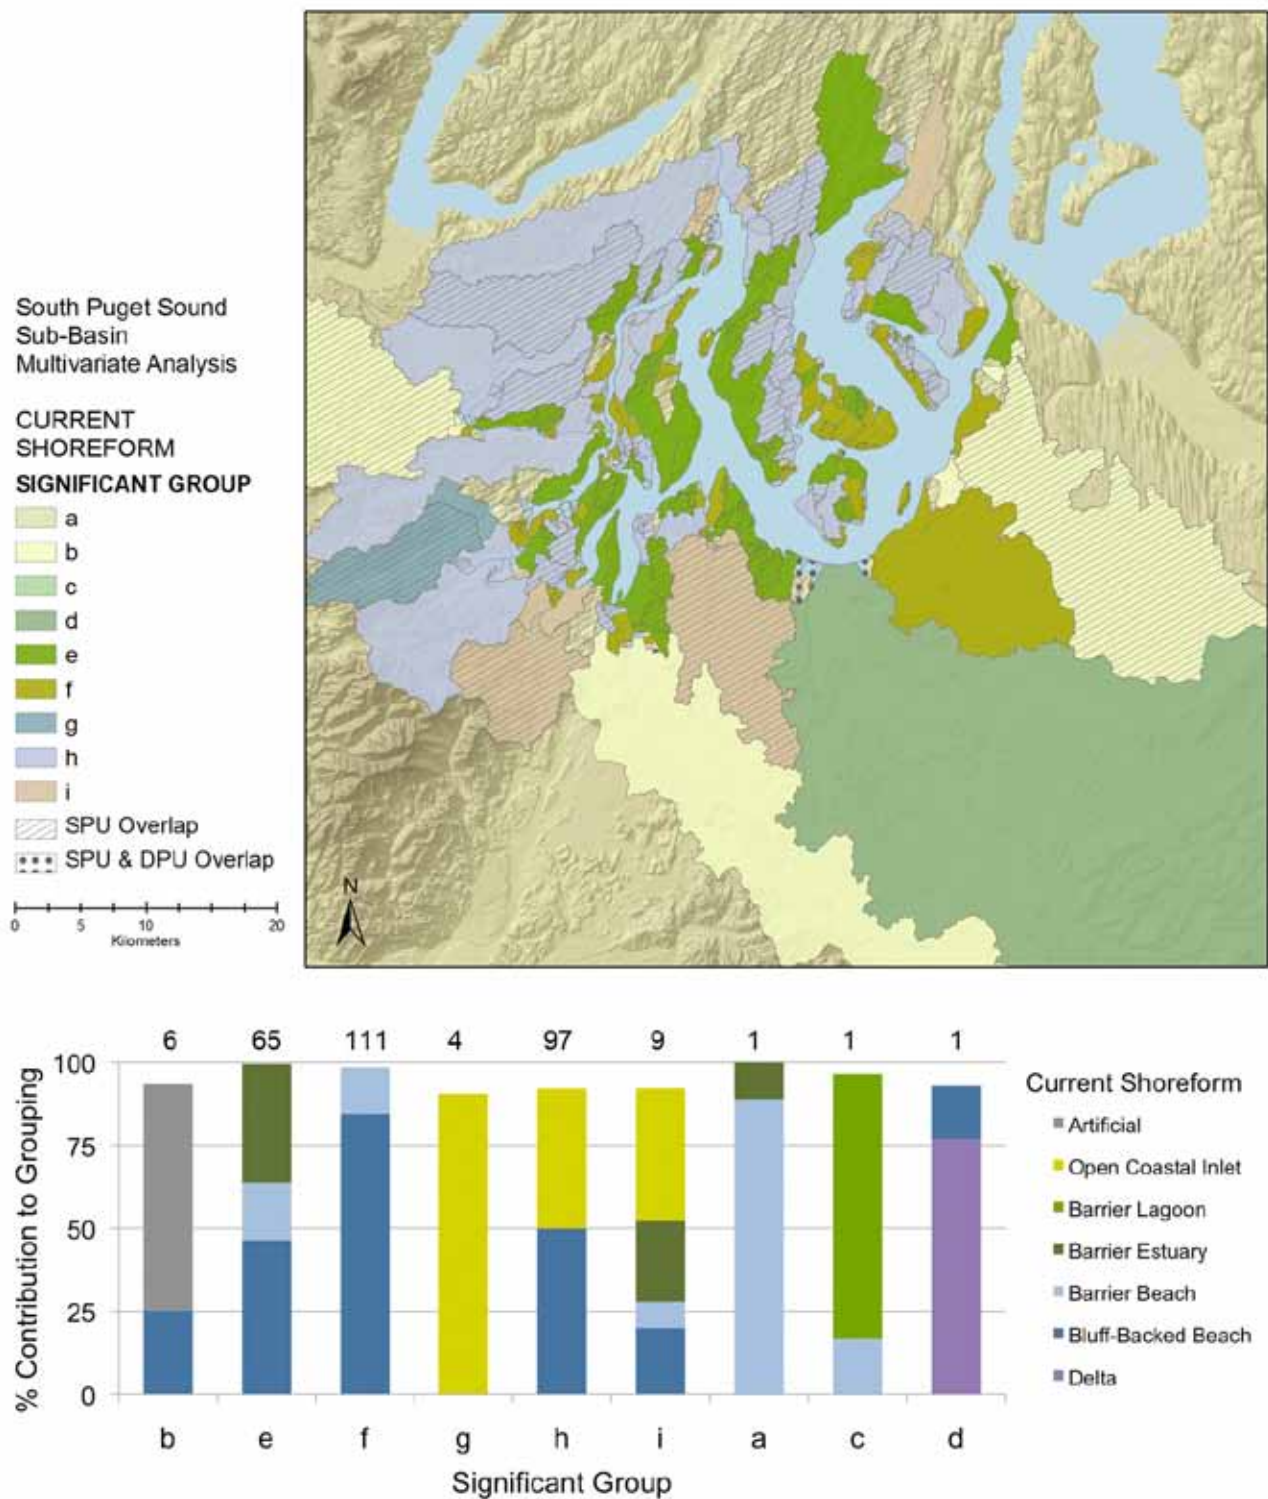 South Puget Sound
Sub-Basin
Multivariate Analysis
CURRENT
SHOREFORM
SIGNIFICANT GROUP
a
b
c
d
e
f
g
h
i
SPU Overlap
SPU & DPU Overlap
0 5 10 20
Kilometers
N
6 65 111 4 97 9 1 1 1
100
75
50
25
0
% Contribution to Grouping
b e f g h i a c d
Significant Group
Current Shoreform
Artificial
Open Coastal Inlet
Barrier Lagoon
Barrier Estuary
Barrier Beach
Bluff-Backed Beach
Delta